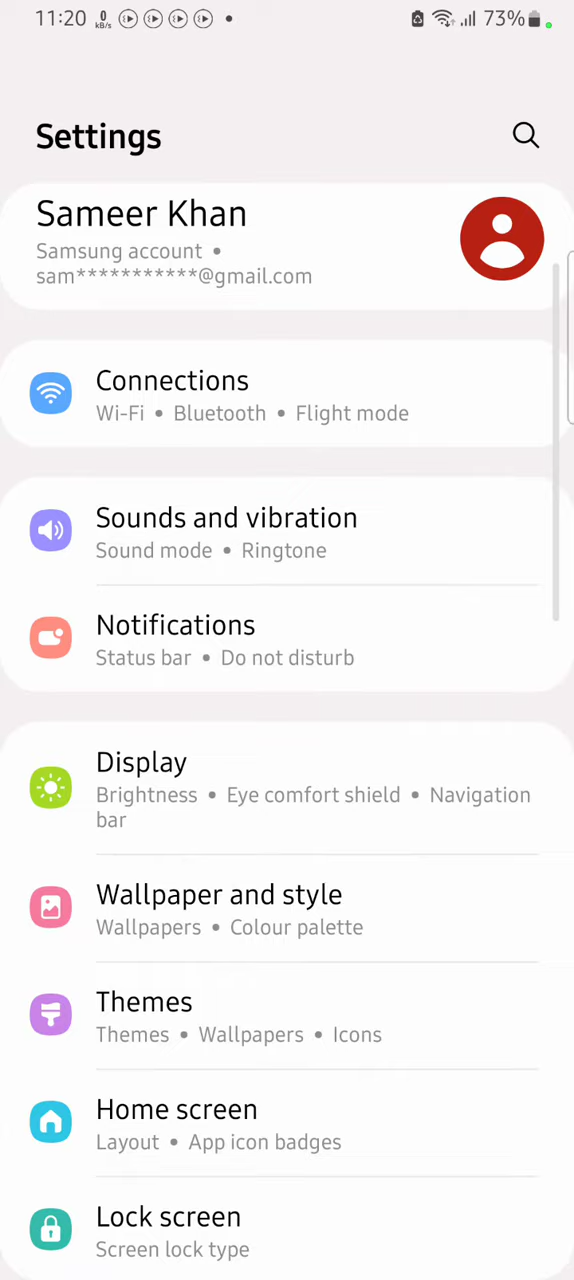 11:20 0 kB/s 73%
Settings
Sameer Khan
Samsung account •
sam***********@gmail.com
Connections
Wi-Fi • Bluetooth • Flight mode
Sounds and vibration
Sound mode • Ringtone
Notifications
Status bar • Do not disturb
Display
Brightness • Eye comfort shield • Navigation
bar
Wallpaper and style
Wallpapers • Colour palette
Themes
Themes • Wallpapers • Icons
Home screen
Layout • App icon badges
Lock screen
Screen lock type